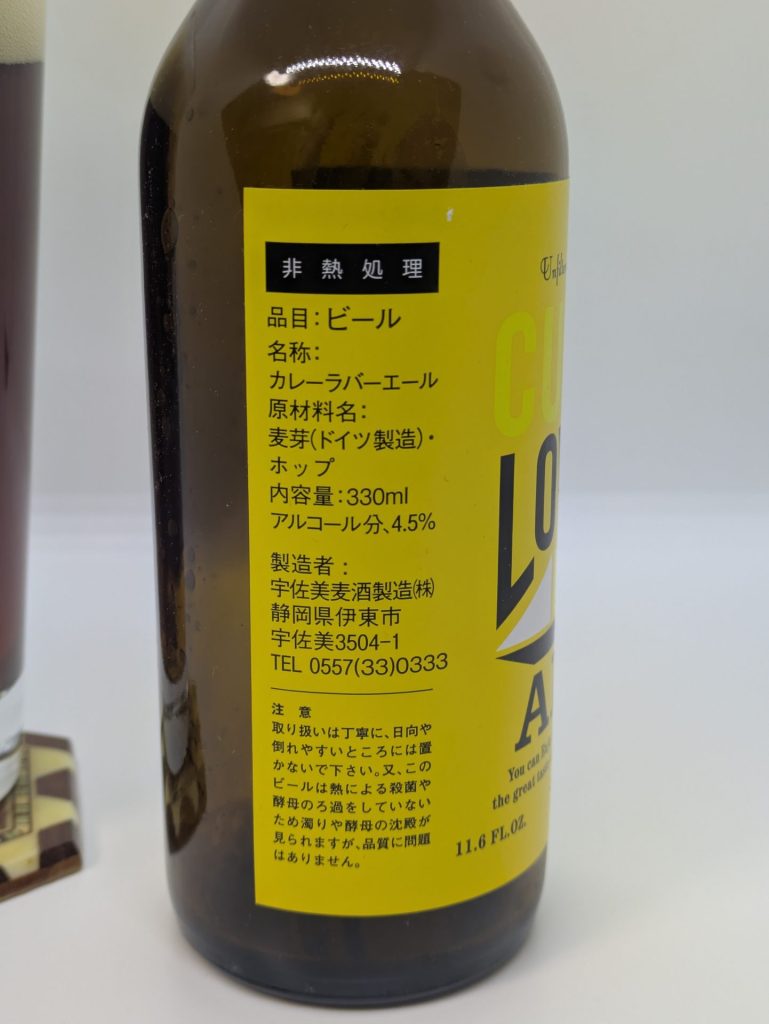 非熱処理
品目：ビール
名称：
カレーラバーエール
原材料名：
麦芽(ドイツ製造)・
ホップ
内容量：330ml
アルコール分、4.5%
製造者：
宇佐美麦酒製造㈱
静岡県伊東市
宇佐美3504-1
TEL 0557(33)0333
注 意
取り扱いは丁寧に、日向や
倒れやすいところには置
かないで下さい。又、この
ビールは熱による殺菌や
酵母のろ過をしていない
ため濁りや酵母の沈殿が
見られますが、品質に問題
はありません。
CU
LO
A
You can
the great
11.6 FL.OZ.